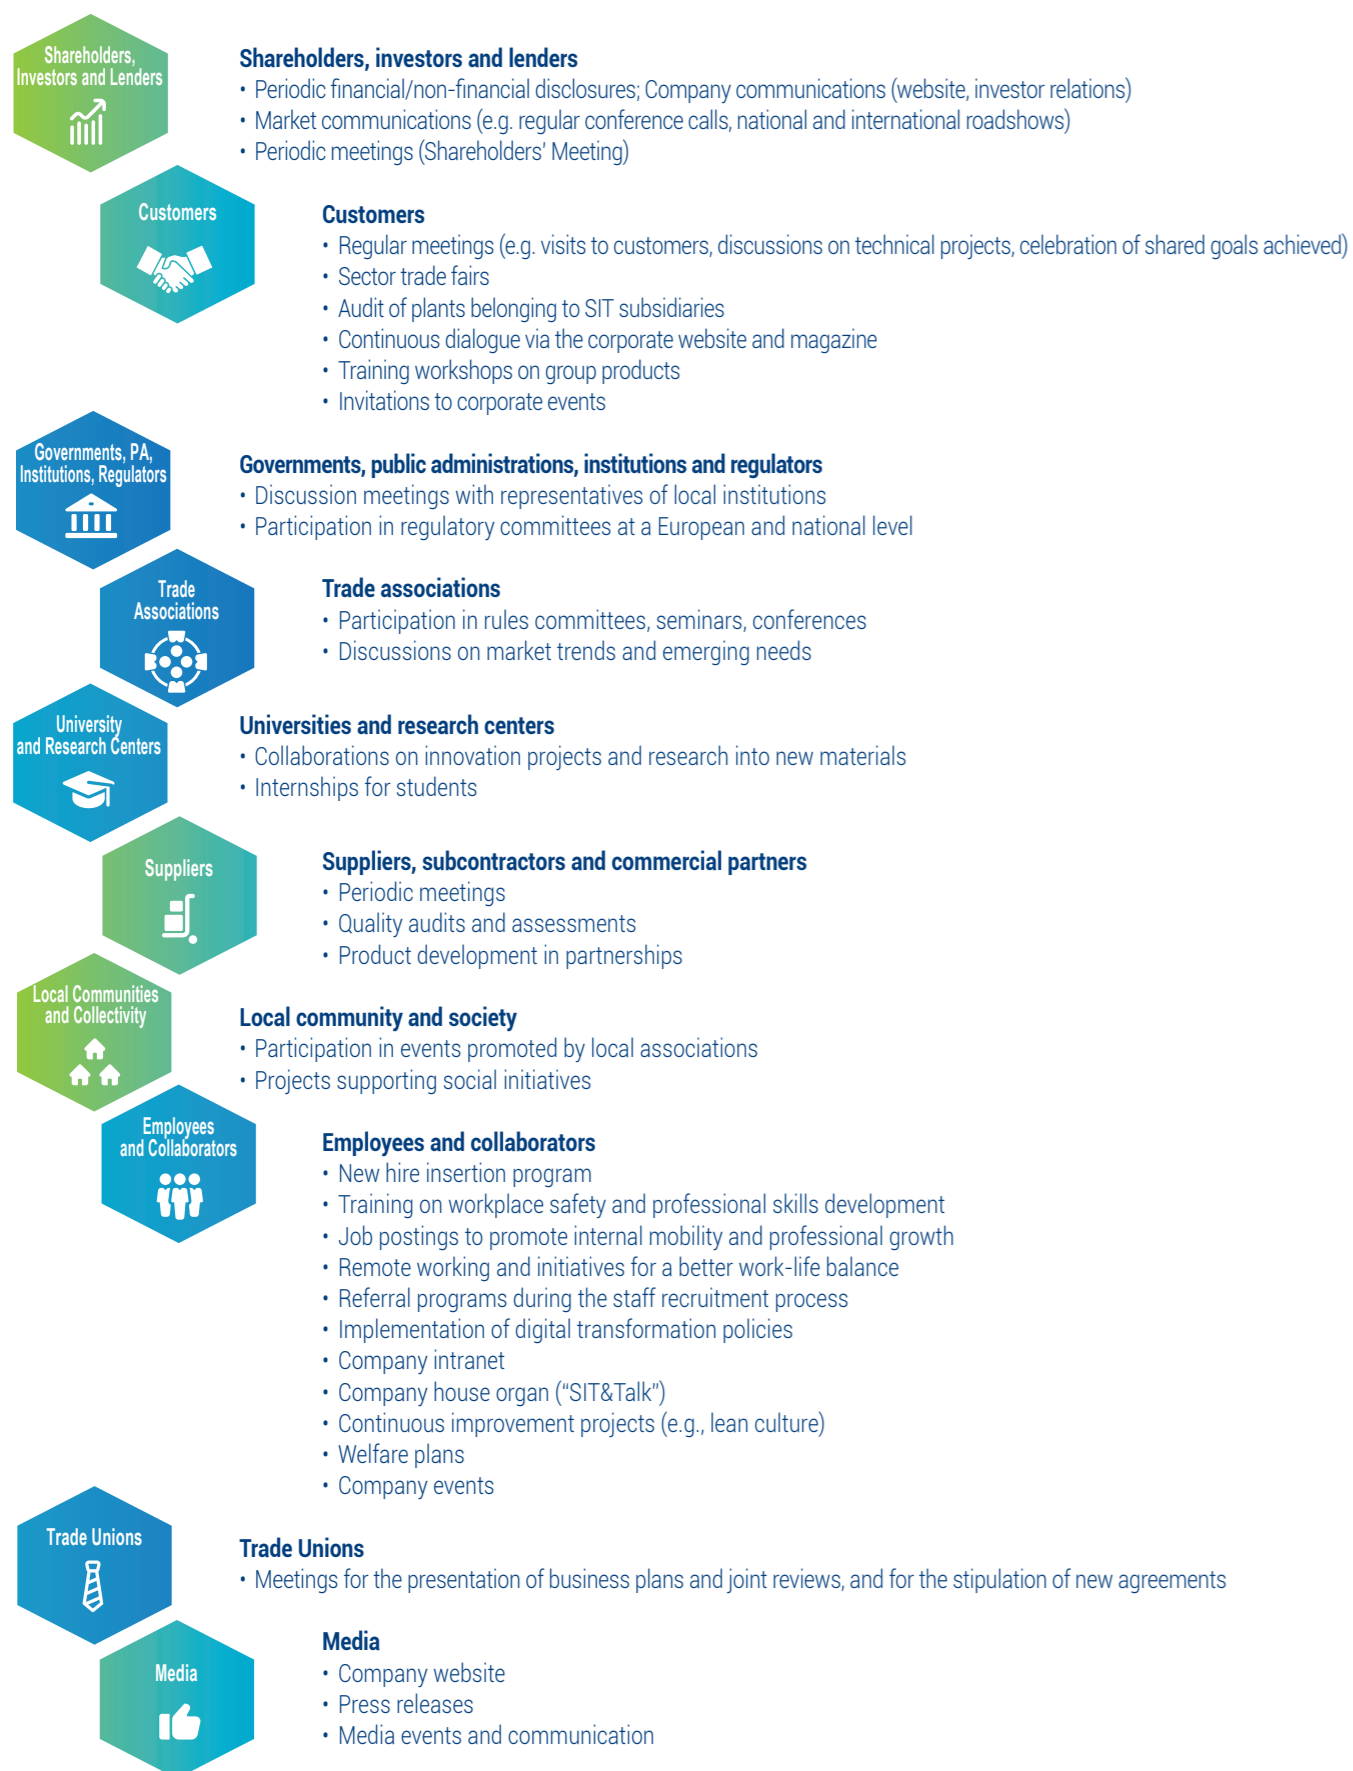 Shareholders,
Investors and Lenders
Shareholders, investors and lenders
• Periodic financial/non-financial disclosures; Company communications (website, investor relations)
• Market communications (e.g. regular conference calls, national and international roadshows)
• Periodic meetings (Shareholders' Meeting)
Customers
Customers
• Regular meetings (e.g. visits to customers, discussions on technical projects, celebration of shared goals achieved)
• Sector trade fairs
• Audit of plants belonging to SIT subsidiaries
• Continuous dialogue via the corporate website and magazine
• Training workshops on group products
• Invitations to corporate events
Governments, PA,
Institutions, Regulators
Governments, public administrations, institutions and regulators
• Discussion meetings with representatives of local institutions
• Participation in regulatory committees at a European and national level
Trade
Associations
Trade associations
• Participation in rules committees, seminars, conferences
• Discussions on market trends and emerging needs
University
and Research Centers
Universities and research centers
• Collaborations on innovation projects and research into new materials
• Internships for students
Suppliers
Suppliers, subcontractors and commercial partners
• Periodic meetings
• Quality audits and assessments
• Product development in partnerships
Local Communities
and Collectivity
Local community and society
• Participation in events promoted by local associations
• Projects supporting social initiatives
Employees
and Collaborators
Employees and collaborators
• New hire insertion program
• Training on workplace safety and professional skills development
• Job postings to promote internal mobility and professional growth
• Remote working and initiatives for a better work-life balance
• Referral programs during the staff recruitment process
• Implementation of digital transformation policies
• Company intranet
• Company house organ (“SIT&Talk”)
• Continuous improvement projects (e.g., lean culture)
• Welfare plans
• Company events
Trade Unions
Trade Unions
• Meetings for the presentation of business plans and joint reviews, and for the stipulation of new agreements
Media
Media
• Company website
• Press releases
• Media events and communication